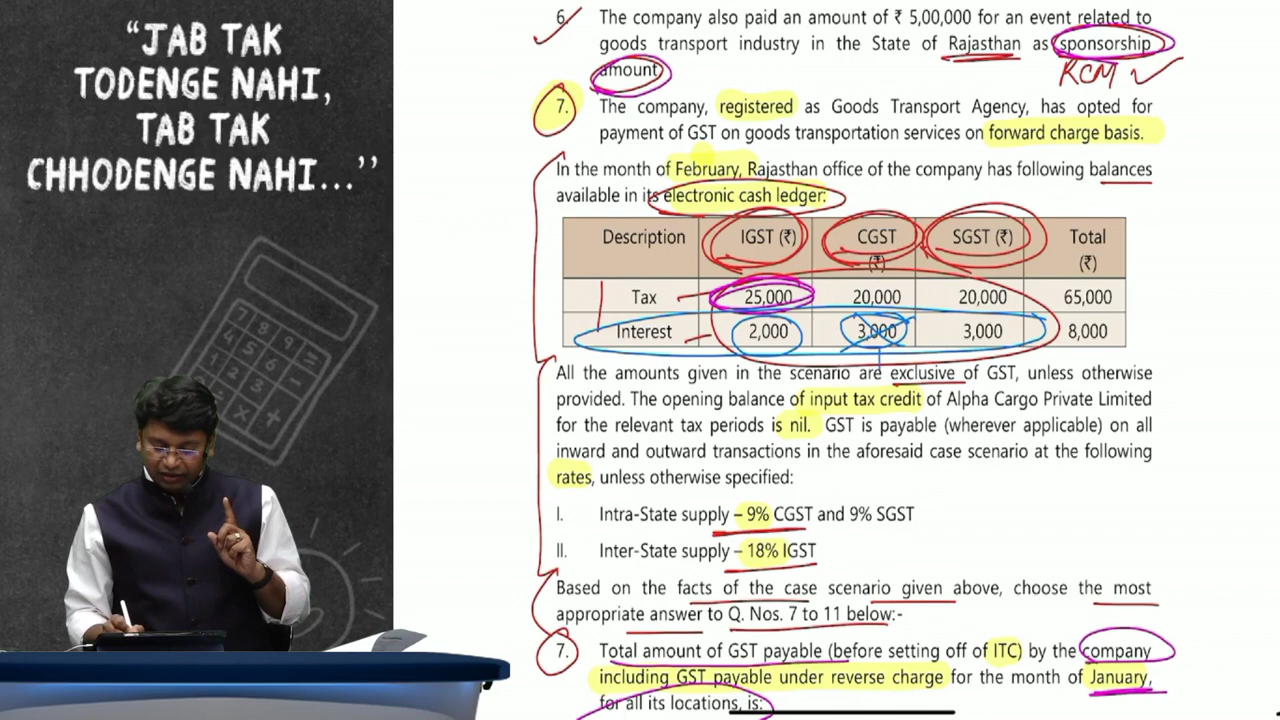 “JAB TAK
TODENGE NAHI,
TAB TAK
CHHODENGE NAHI...’’
6. The company also paid an amount of ₹ 5,00,000 for an event related to
goods transport industry in the State of Rajasthan as sponsorship
amount
RCM
7. The company, registered as Goods Transport Agency, has opted for
payment of GST on goods transportation services on forward charge basis.
In the month of February, Rajasthan office of the company has following balances
available in its electronic cash ledger:
Description IGST (₹) CGST (₹) SGST (₹) Total (₹)
Tax 25,000 20,000 20,000 65,000
Interest 2,000 3,000 3,000 8,000
All the amounts given in the scenario are exclusive of GST, unless otherwise
provided. The opening balance of input tax credit of Alpha Cargo Private Limited
for the relevant tax periods is nil. GST is payable (wherever applicable) on all
inward and outward transactions in the aforesaid case scenario at the following
rates, unless otherwise specified:
I. Intra-State supply – 9% CGST and 9% SGST
II. Inter-State supply – 18% IGST
Based on the facts of the case scenario given above, choose the most
appropriate answer to Q. Nos. 7 to 11 below:-
7. Total amount of GST payable (before setting off of ITC) by the company
including GST payable under reverse charge for the month of January,
for all its locations, is: